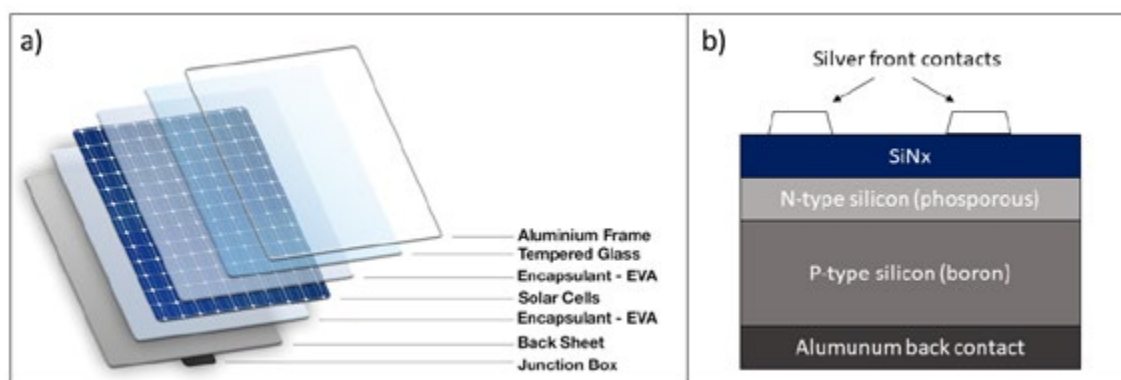 a)
Aluminium Frame
Tempered Glass
Encapsulant - EVA
Solar Cells
Encapsulant - EVA
Back Sheet
Junction Box
b)
Silver front contacts
SiNx
N-type silicon (phosporous)
P-type silicon (boron)
Alumunum back contact